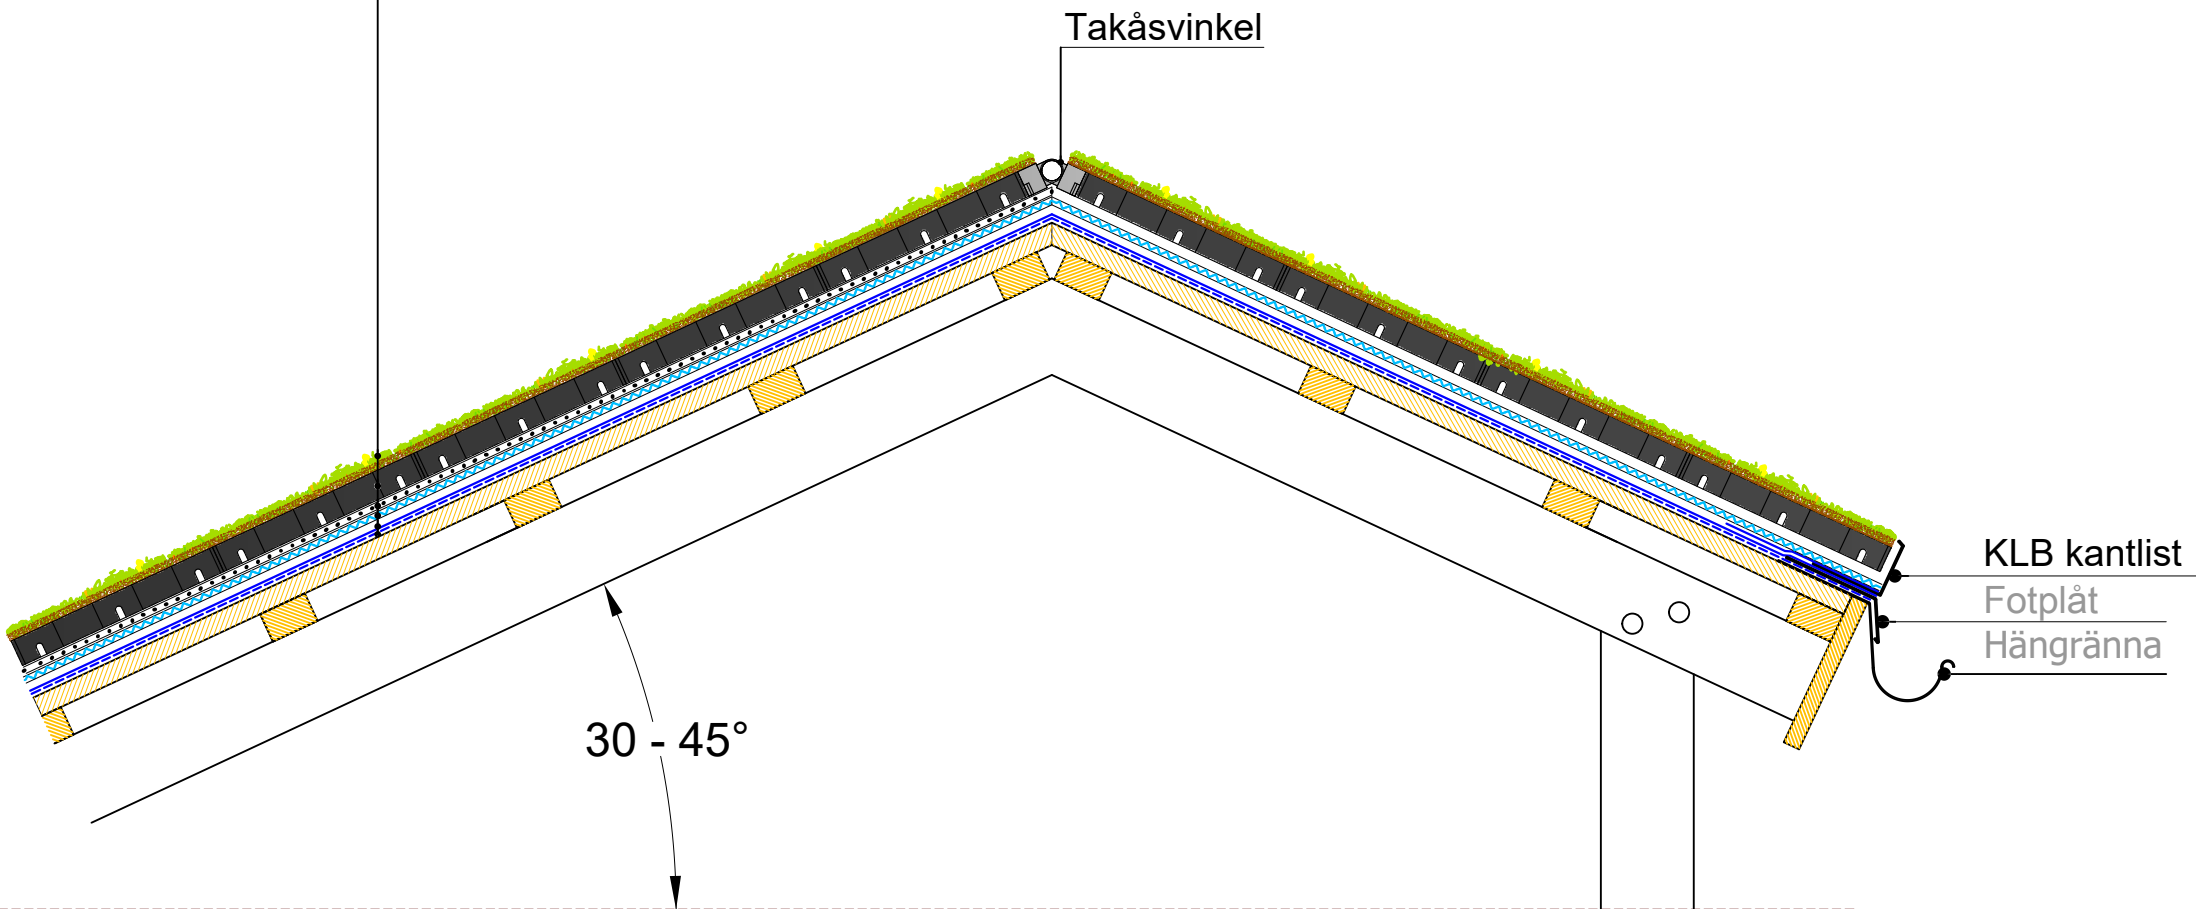 Takåsvinkel
KLB kantlist
Fotplåt
Hängränna
30 - 45°